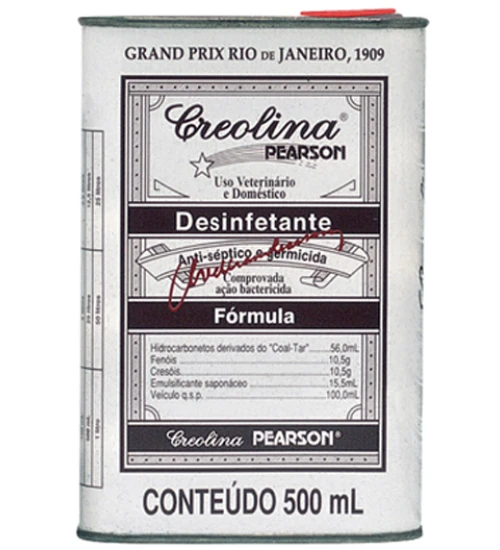 GRAND PRIX RIO DE JANEIRO, 1909
Creolina®
PEARSON
Uso Veterinário
e Doméstico
Desinfetante
Anti-séptico e germicida
Comprovada
ação bactericida
Fórmula
Hidrocarbonetos derivados do "Coal-Tar"........56,0mL
Fenóis................................10,5g
Cresóis...............................10,5g
Emulsificante saponáceo................15,5mL
Veículo q.s.p. ........................100,0mL
Creolina PEARSON®
CONTEÚDO 500 mL